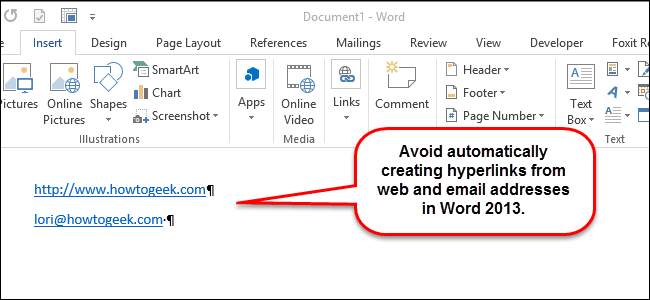 Document1 - Word
Insert Design Page Layout References Mailings Review View Developer Foxit R
Pictures Online Pictures Shapes SmartArt Chart Screenshot Apps Online Video Links Comment Header Footer Page Number Text Box
Illustrations Media Text
http://www.howtogeek.com¶
lori@howtogeek.com·¶
Avoid automatically
creating hyperlinks from
web and email addresses
in Word 2013.